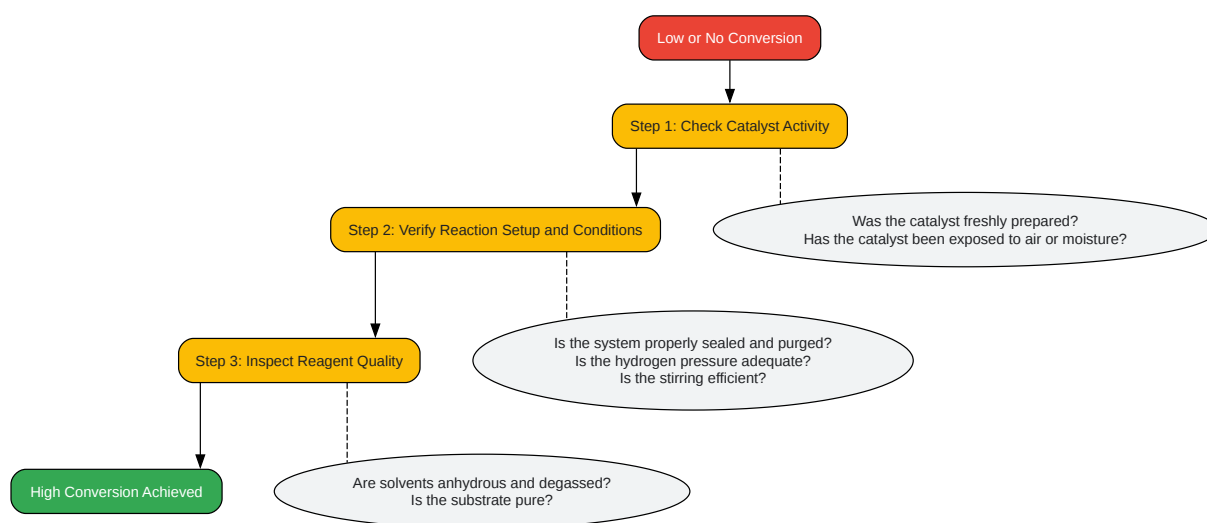 Low or No Conversion
Step 1: Check Catalyst Activity
Was the catalyst freshly prepared?
Has the catalyst been exposed to air or moisture?
Step 2: Verify Reaction Setup and Conditions
Is the system properly sealed and purged?
Is the hydrogen pressure adequate?
Is the stirring efficient?
Step 3: Inspect Reagent Quality
Are solvents anhydrous and degassed?
Is the substrate pure?
High Conversion Achieved